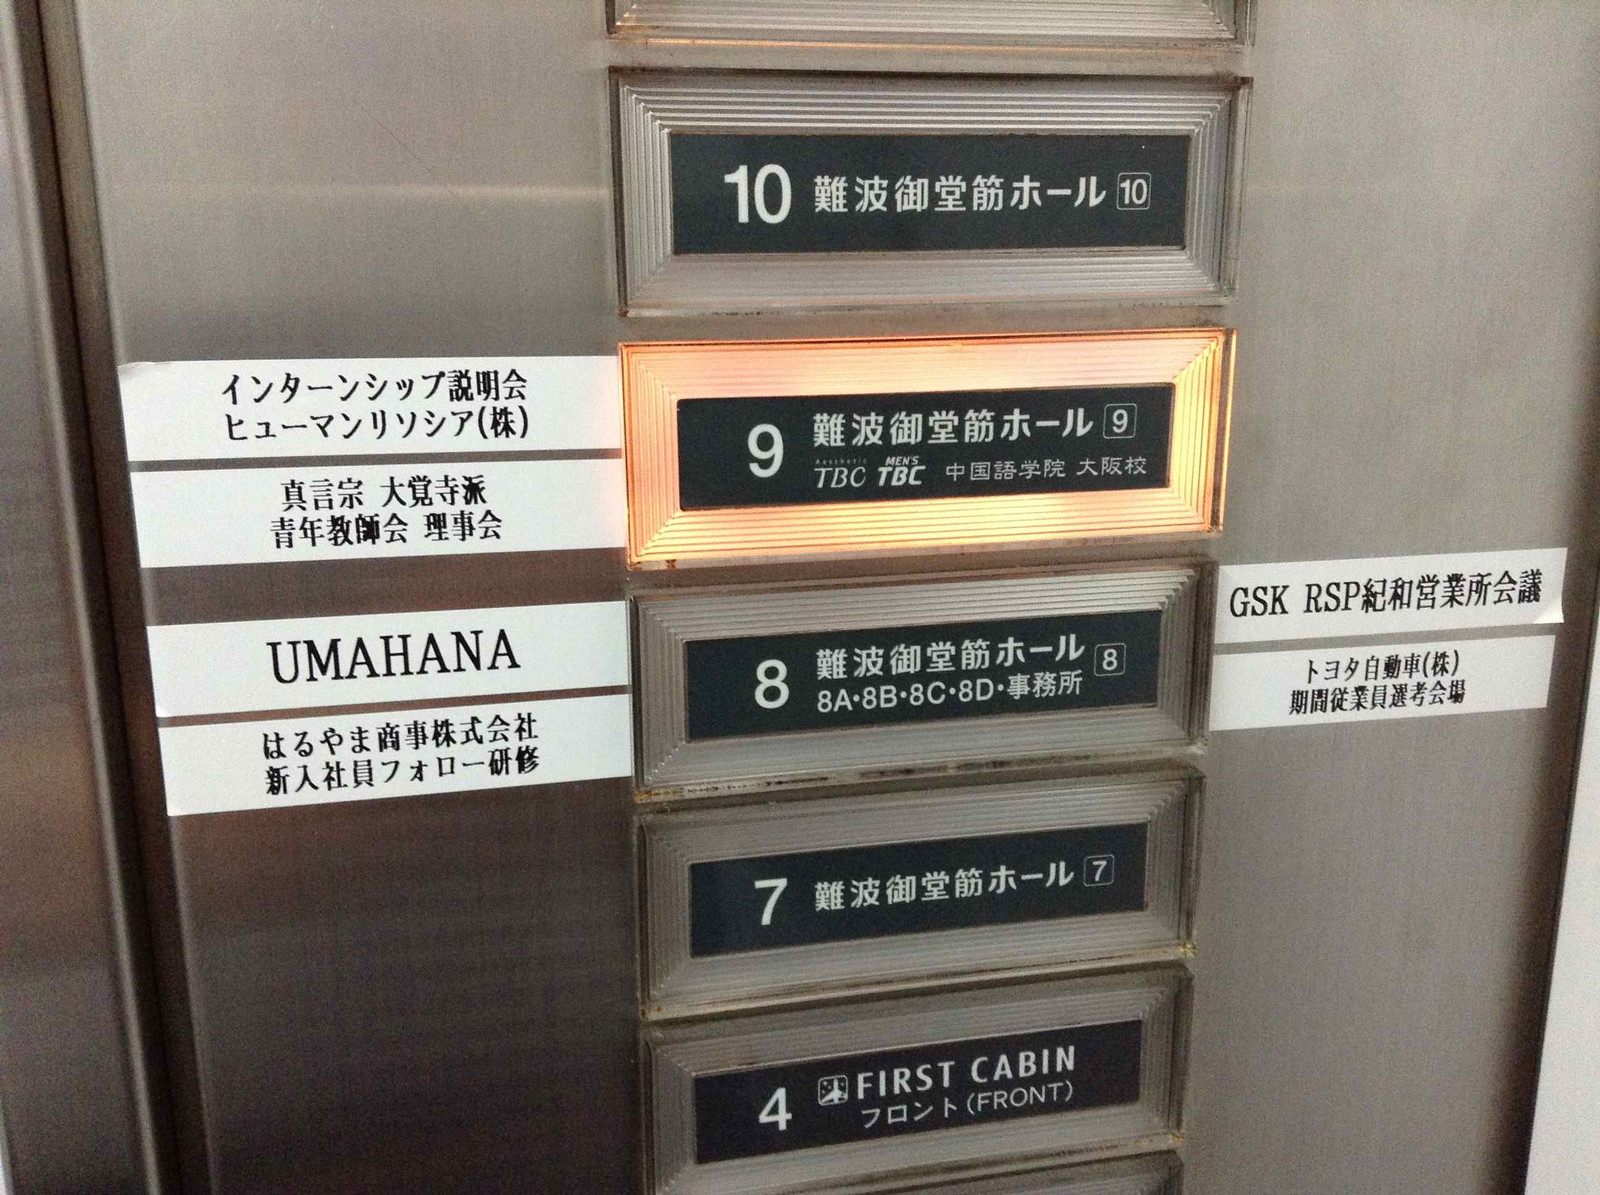 10 難波御堂筋ホール 10
インターンシップ説明会
ヒューマンリソシア(株)
真言宗 大覚寺派
青年教師会 理事会
9 難波御堂筋ホール 9
Aesthetic TBC MEN'S TBC 中国語学院 大阪校
UMAHANA
はるやま商事株式会社
新入社員フォロー研修
8 難波御堂筋ホール 8
8A・8B・8C・8D・事務所
GSK RSP紀和営業所会議
トヨタ自動車(株)
期間従業員選考会場
7 難波御堂筋ホール 7
4 FIRST CABIN
フロント(FRONT)